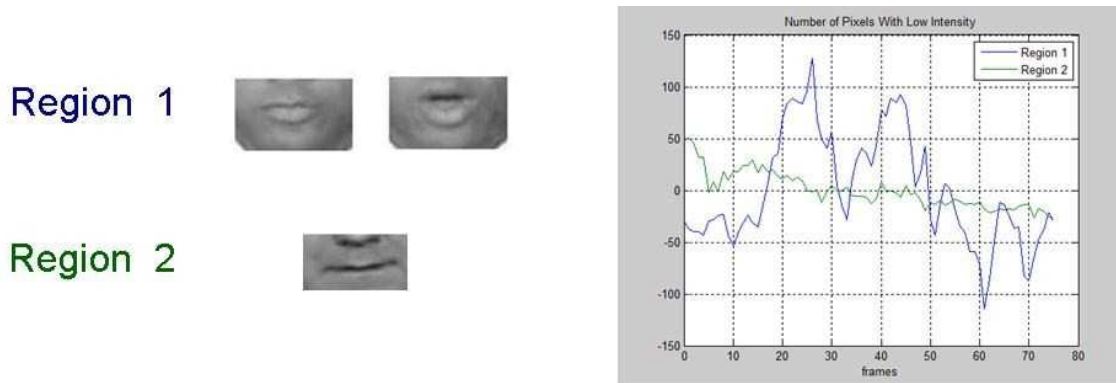 Region 1
Region 2
Number of Pixels With Low Intensity
Region 1
Region 2
150
100
50
0
-50
-100
-150
0 10 20 30 40 50 60 70 80
frames